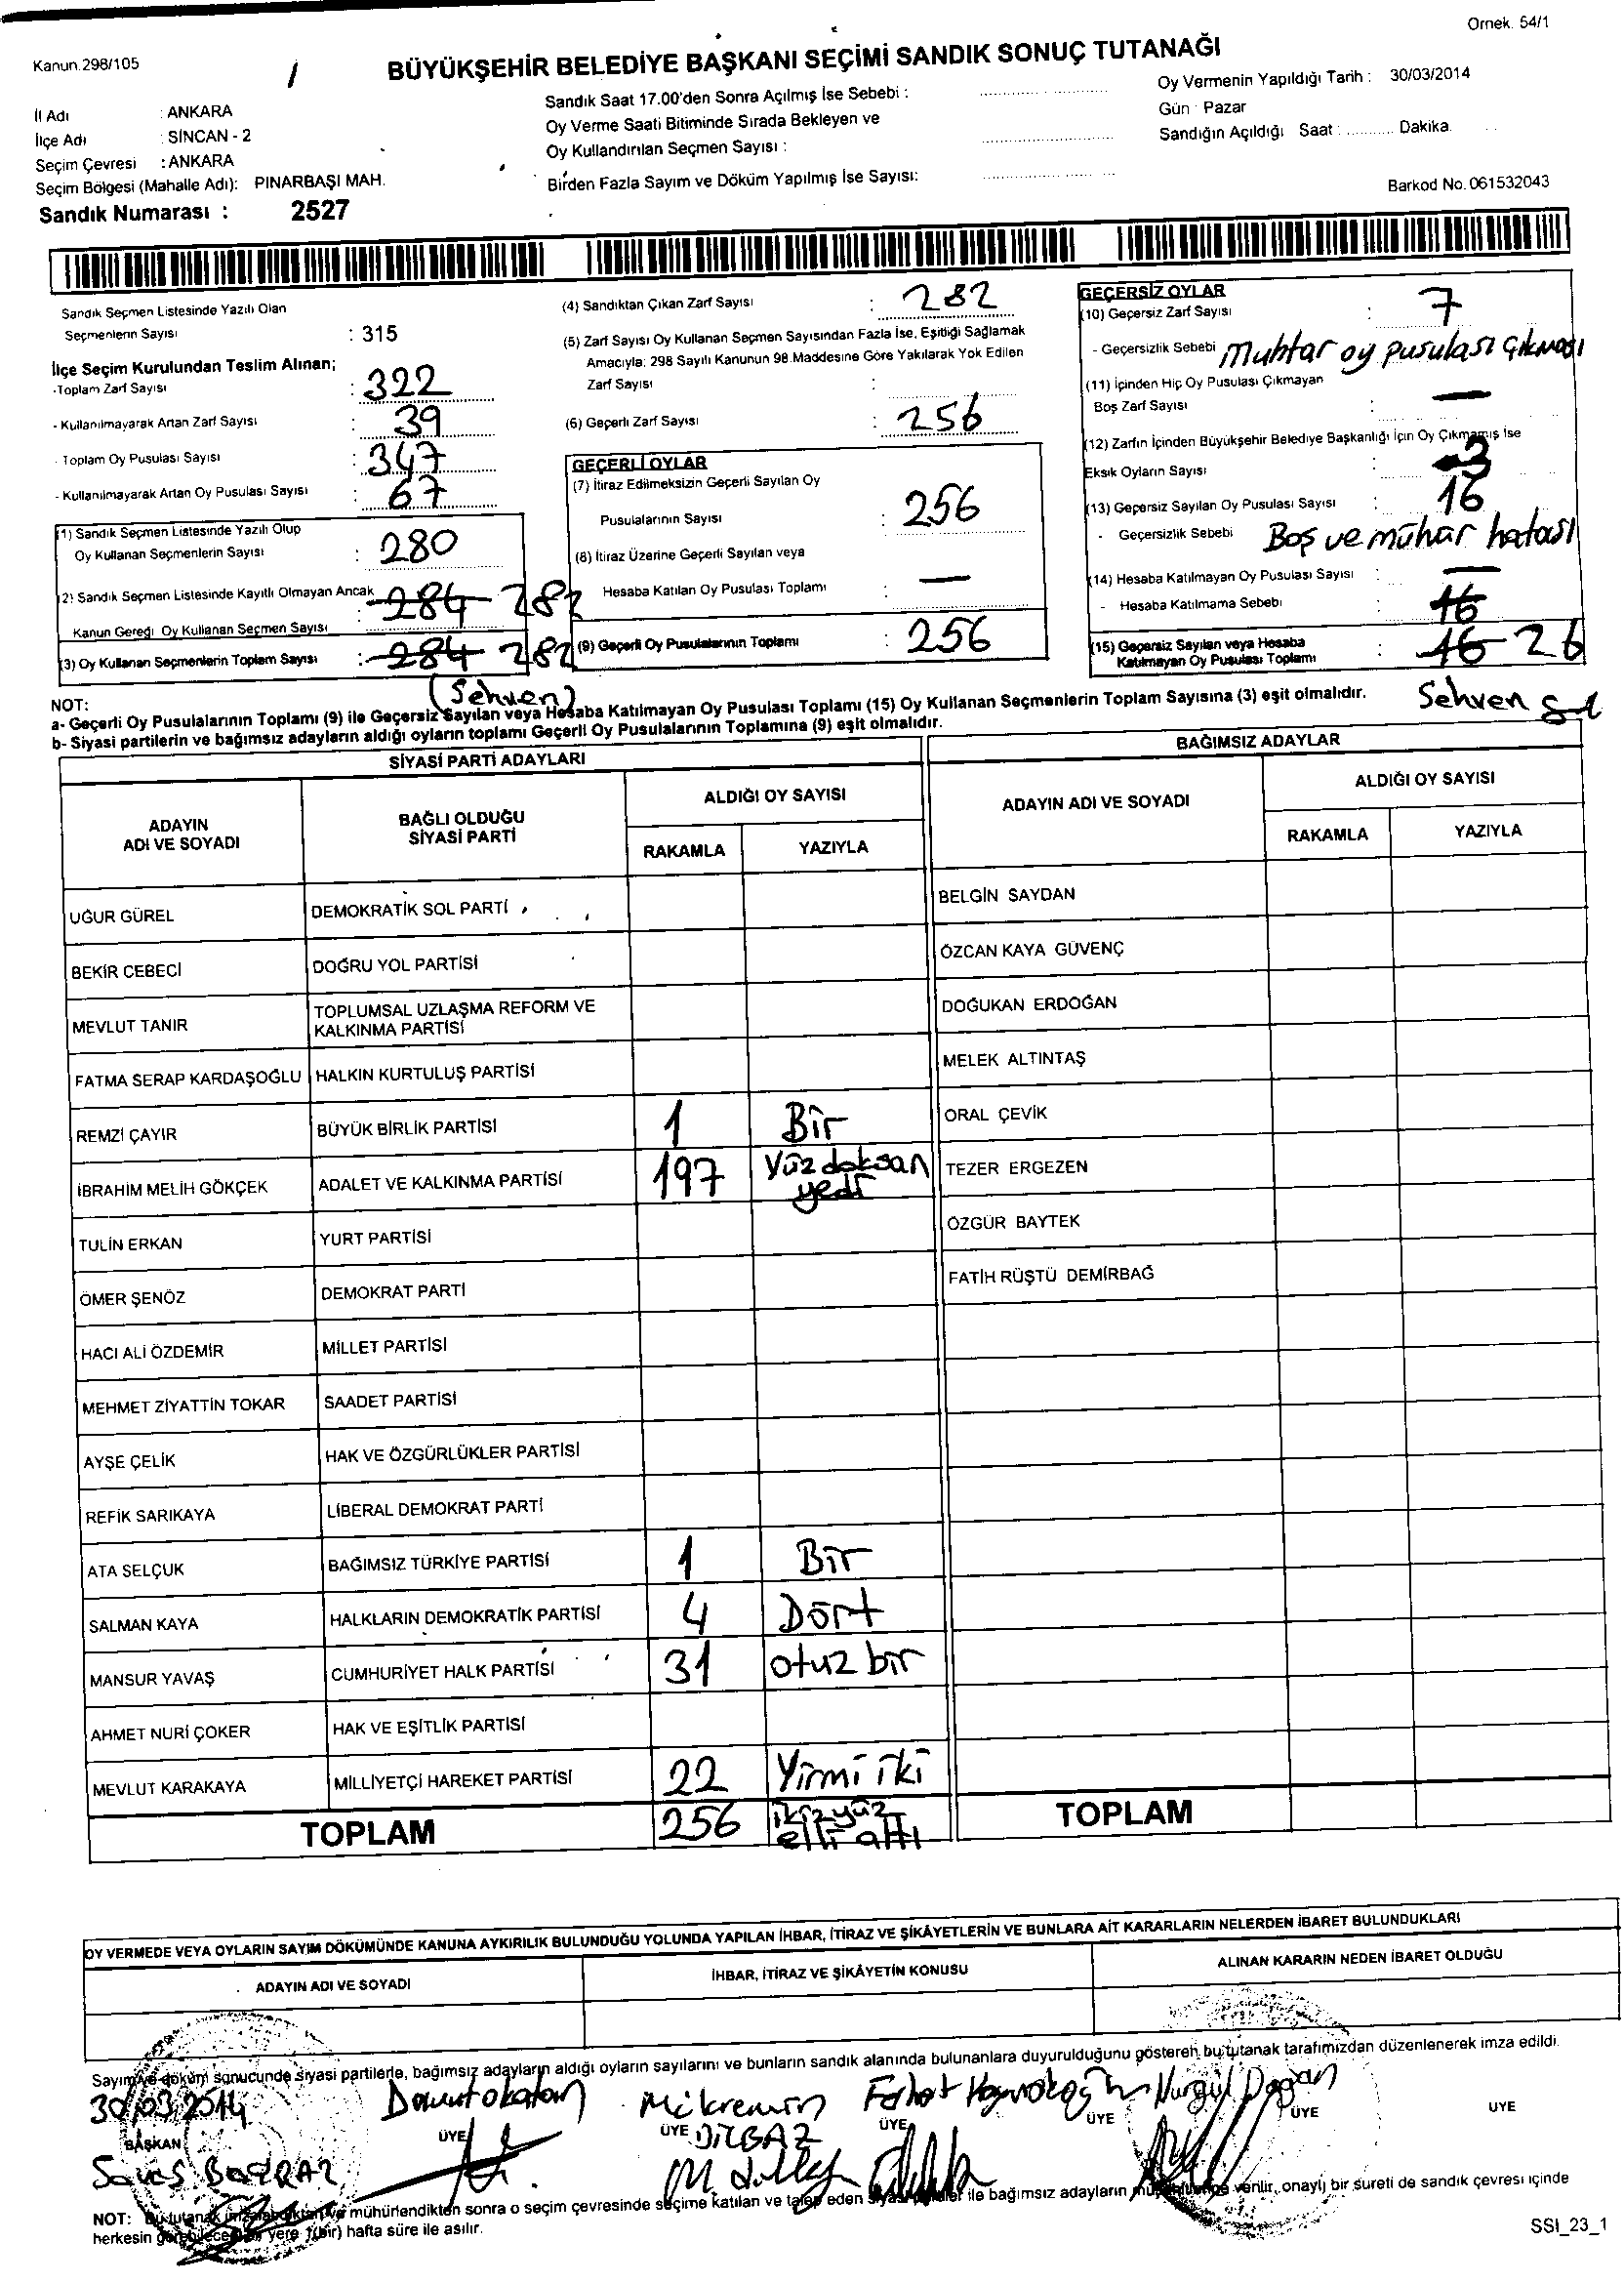 Ornek. 54/1
Kanun.298/105
BÜYÜKŞEHİR BELEDİYE BAŞKANI SEÇİMİ SANDIK SONUÇ TUTANAĞI
İl Adı : ANKARA
İlçe Adı : SİNCAN - 2
Seçim Çevresi : ANKARA
Seçim Bölgesi (Mahalle Adı): PINARBAŞI MAH.
Sandık Numarası : 2527
Sandık Saat 17.00'den Sonra Açılmış İse Sebebi :
Oy Verme Saati Bitiminde Sırada Bekleyen ve
Oy Kullandırılan Seçmen Sayısı :
Birden Fazla Sayım ve Döküm Yapılmış İse Sayısı:
Oy Vermenin Yapıldığı Tarih : 30/03/2014
Gün : Pazar
Sandığın Açıldığı Saat : Dakika.
Barkod No. 061532043
Sandık Seçmen Listesinde Yazılı Olan
Seçmenlerin Sayısı : 315
İlçe Seçim Kurulundan Teslim Alınan;
-Toplam Zarf Sayısı : 322
- Kullanılmayarak Artan Zarf Sayısı : 39
- Toplam Oy Pusulası Sayısı : 347
- Kullanılmayarak Artan Oy Pusulası Sayısı : 67
(1) Sandık Seçmen Listesinde Yazılı Olup
Oy Kullanan Seçmenlerin Sayısı : 280
(2) Sandık Seçmen Listesinde Kayıtlı Olmayan Ancak
Kanun Gereği Oy Kullanan Seçmen Sayısı 284 282
(3) Oy Kullanan Seçmenlerin Toplam Sayısı : 284 282
(Sehven)
(4) Sandıktan Çıkan Zarf Sayısı : 282
(5) Zarf Sayısı Oy Kullanan Seçmen Sayısından Fazla İse, Eşitliği Sağlamak
Amacıyla; 298 Sayılı Kanunun 98.Maddesine Göre Yakılarak Yok Edilen
Zarf Sayısı :
(6) Geçerli Zarf Sayısı : 256
GEÇERLİ OYLAR
(7) İtiraz Edilmeksizin Geçerli Sayılan Oy
Pusulalarının Sayısı : 256
(8) İtiraz Üzerine Geçerli Sayılan veya
Hesaba Katılan Oy Pusulası Toplamı : —
(9) Geçerli Oy Pusulalarının Toplamı : 256
GEÇERSİZ OYLAR
(10) Geçersiz Zarf Sayısı : 7
- Geçersizlik Sebebi Muhtar oy pusulası çıkması
(11) İçinden Hiç Oy Pusulası Çıkmayan
Boş Zarf Sayısı : —
(12) Zarfın İçinden Büyükşehir Belediye Başkanlığı İçin Oy Çıkmamış İse
Eksik Oyların Sayısı : 3
(13) Geçersiz Sayılan Oy Pusulası Sayısı : 16
- Geçersizlik Sebebi Boş ve mühür hatası
(14) Hesaba Katılmayan Oy Pusulası Sayısı : —
- Hesaba Katılmama Sebebi : 16
(15) Geçersiz Sayılan veya Hesaba
Katılmayan Oy Pusulası Toplamı : 16 26
Sehven
NOT:
a- Geçerli Oy Pusulalarının Toplamı (9) ile Geçersiz Sayılan veya Hesaba Katılmayan Oy Pusulası Toplamı (15) Oy Kullanan Seçmenlerin Toplam Sayısına (3) eşit olmalıdır.
b- Siyasi partilerin ve bağımsız adayların aldığı oyların toplamı Geçerli Oy Pusulalarının Toplamına (9) eşit olmalıdır.
SİYASİ PARTİ ADAYLARI
BAĞIMSIZ ADAYLAR
ADAYIN ADI VE SOYADI
BAĞLI OLDUĞU SİYASİ PARTİ
ALDIĞI OY SAYISI
RAKAMLA YAZIYLA
ADAYIN ADI VE SOYADI
ALDIĞI OY SAYISI
RAKAMLA YAZIYLA
UĞUR GÜREL DEMOKRATİK SOL PARTİ
BEKİR CEBECİ DOĞRU YOL PARTİSİ
MEVLUT TANIR TOPLUMSAL UZLAŞMA REFORM VE KALKINMA PARTİSİ
FATMA SERAP KARDAŞOĞLU HALKIN KURTULUŞ PARTİSİ
REMZİ ÇAYIR BÜYÜK BİRLİK PARTİSİ 1 Bir
İBRAHİM MELİH GÖKÇEK ADALET VE KALKINMA PARTİSİ 197 Yüz doksan yedi
TULİN ERKAN YURT PARTİSİ
ÖMER ŞENÖZ DEMOKRAT PARTİ
HACI ALİ ÖZDEMİR MİLLET PARTİSİ
MEHMET ZİYATTİN TOKAR SAADET PARTİSİ
AYŞE ÇELİK HAK VE ÖZGÜRLÜKLER PARTİSİ
REFİK SARIKAYA LİBERAL DEMOKRAT PARTİ
ATA SELÇUK BAĞIMSIZ TÜRKİYE PARTİSİ 1 Bir
SALMAN KAYA HALKLARIN DEMOKRATİK PARTİSİ 4 Dört
MANSUR YAVAŞ CUMHURİYET HALK PARTİSİ 31 otuz bir
AHMET NURİ ÇOKER HAK VE EŞİTLİK PARTİSİ
MEVLUT KARAKAYA MİLLİYETÇİ HAREKET PARTİSİ 22 Yirmi iki
TOPLAM 256 ikizyüz elli altı
BELGİN SAYDAN
ÖZCAN KAYA GÜVENÇ
DOĞUKAN ERDOĞAN
MELEK ALTINTAŞ
ORAL ÇEVİK
TEZER ERGEZEN
ÖZGÜR BAYTEK
FATİH RÜŞTÜ DEMİRBAĞ
TOPLAM
OY VERMEDE VEYA OYLARIN SAYIM DÖKÜMÜNDE KANUNA AYKIRILIK BULUNDUĞU YOLUNDA YAPILAN İHBAR, İTİRAZ VE ŞİKÂYETLERİN VE BUNLARA AİT KARARLARIN NELERDEN İBARET BULUNDUKLARI
ADAYIN ADI VE SOYADI
İHBAR, İTİRAZ VE ŞİKÂYETİN KONUSU
ALINAN KARARIN NEDEN İBARET OLDUĞU
Sayım ve döküm sonucunda siyasi partilerle, bağımsız adayların aldığı oyların sayılarını ve bunların sandık alanında bulunanlara duyurulduğunu gösteren bu tutanak tarafımızdan düzenlenerek imza edildi.
30/03/2014
BAŞKAN
Savaş
ÜYE
Mükremin
ÜYE DİLBAZ
Ferhat
ÜYE
ÜYE
Nurgül Doğan
ÜYE
ÜYE
NOT: Bu tutanak imzalandıktan ve mühürlendikten sonra o seçim çevresinde seçime katılan ve talep eden siyasi partiler ile bağımsız adayların müşahitlerine verilir, onaylı bir sureti de sandık çevresi içinde
herkesin görebileceği bir yere 1(bir) hafta süre ile asılır.
SSI_23_1